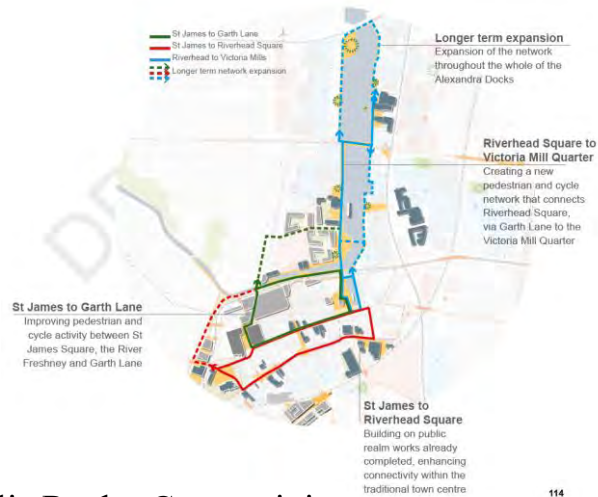 St James to Garth Lane
St James to Riverhead Square
Riverhead to Victoria Mills
Longer term network expansion
Longer term expansion
Expansion of the network
throughout the whole of the
Alexandra Docks
Riverhead Square to
Victoria Mill Quarter
Creating a new
pedestrian and cycle
network that connects
Riverhead Square,
via Garth Lane to the
Victoria Mill Quarter
St James to Garth Lane
Improving pedestrian and
cycle activity between St
James Square, the River
Freshney and Garth Lane
St James to
Riverhead Square
Building on public
realm works already
completed, enhancing
connectivity within the
traditional town centre
114